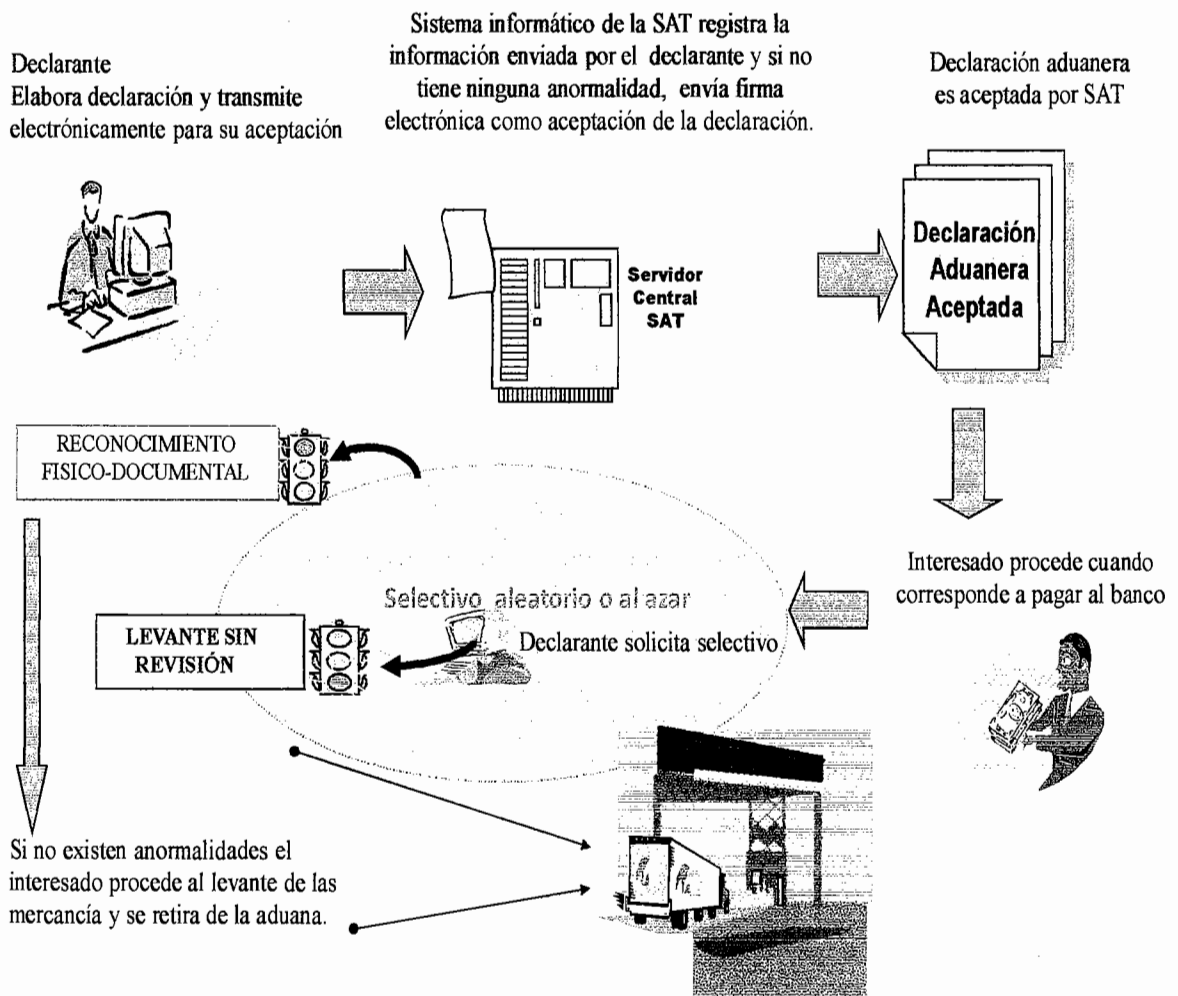 Declarante
Elabora declaración y transmite
electrónicamente para su aceptación
Sistema informático de la SAT registra la
información enviada por el declarante y si no
tiene ninguna anormalidad, envía firma
electrónica como aceptación de la declaración.
Declaración aduanera
es aceptada por SAT
Servidor
Central
SAT
Declaración
Aduanera
Aceptada
Interesado procede cuando
corresponde a pagar al banco
Selectivo aleatorio o al azar
Declarante solicita selectivo
RECONOCIMIENTO
FISICO-DOCUMENTAL
LEVANTE SIN
REVISIÓN
Si no existen anormalidades el
interesado procede al levante de las
mercancía y se retira de la aduana.